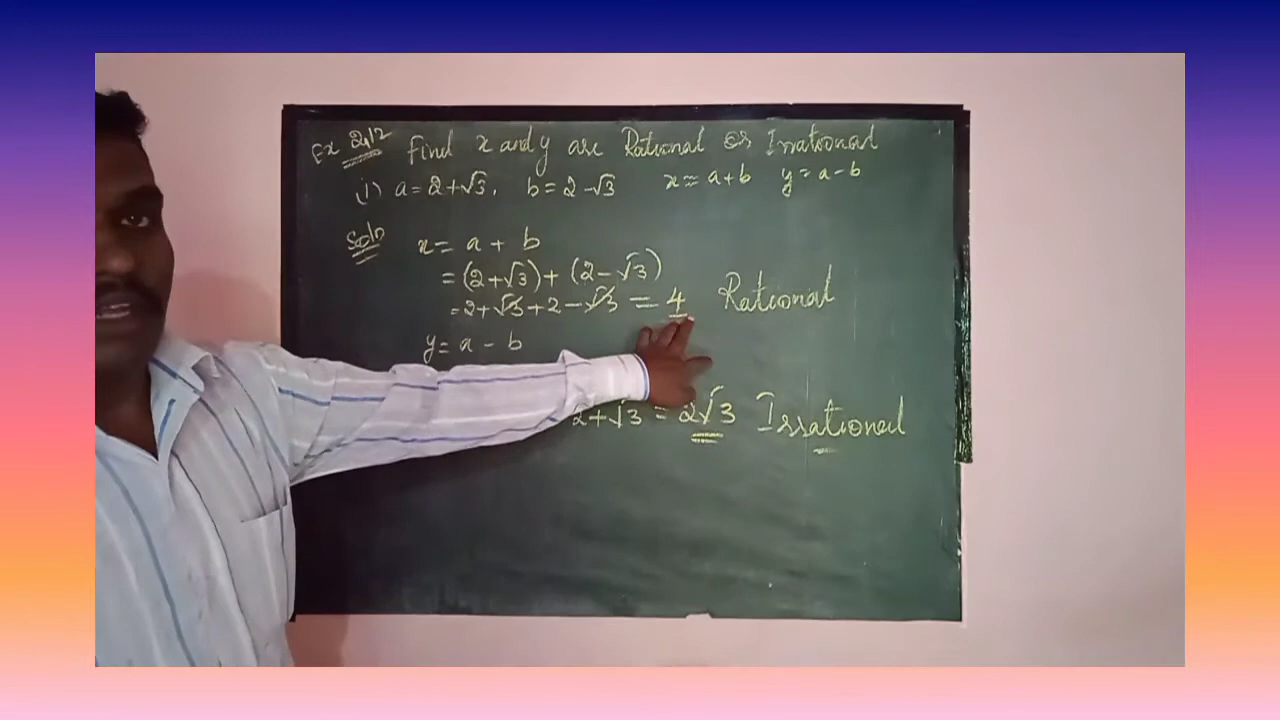 Ex 2.12 Find x and y are Rational or Irrational
(i) a = 2+√3, b = 2-√3 x = a+b y = a-b
Soln x = a + b
= (2+√3) + (2-√3)
= 2+√3+2-√3 = 4 Rational
y = a - b
2+√3 = 2√3 Irrational